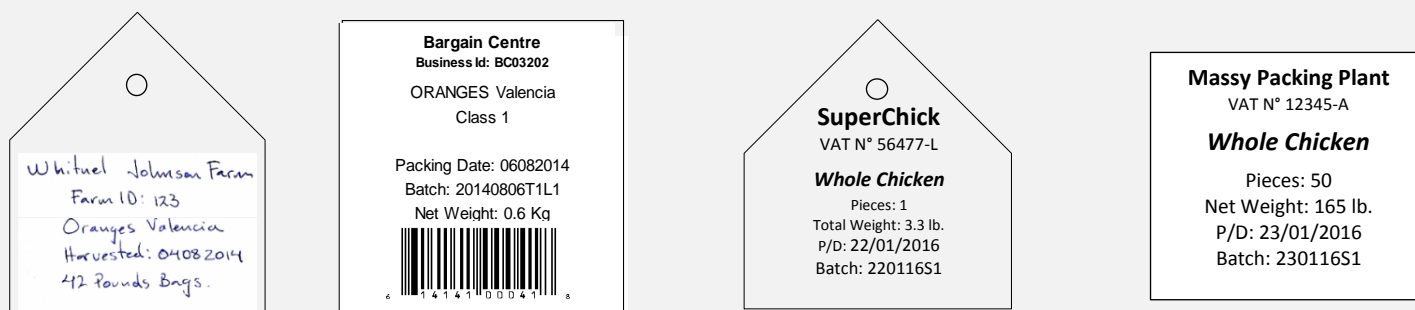 Whitnel Johnson Farm
Farm ID: 123
Oranges Valencia
Harvested: 04082014
42 Pounds Bags.
Bargain Centre
Business Id: BC03202
ORANGES Valencia
Class 1
Packing Date: 06082014
Batch: 20140806T1L1
Net Weight: 0.6 Kg
6 14141 00041 8
SuperChick
VAT N° 56477-L
Whole Chicken
Pieces: 1
Total Weight: 3.3 lb.
P/D: 22/01/2016
Batch: 220116S1
Massy Packing Plant
VAT N° 12345-A
Whole Chicken
Pieces: 50
Net Weight: 165 lb.
P/D: 23/01/2016
Batch: 230116S1